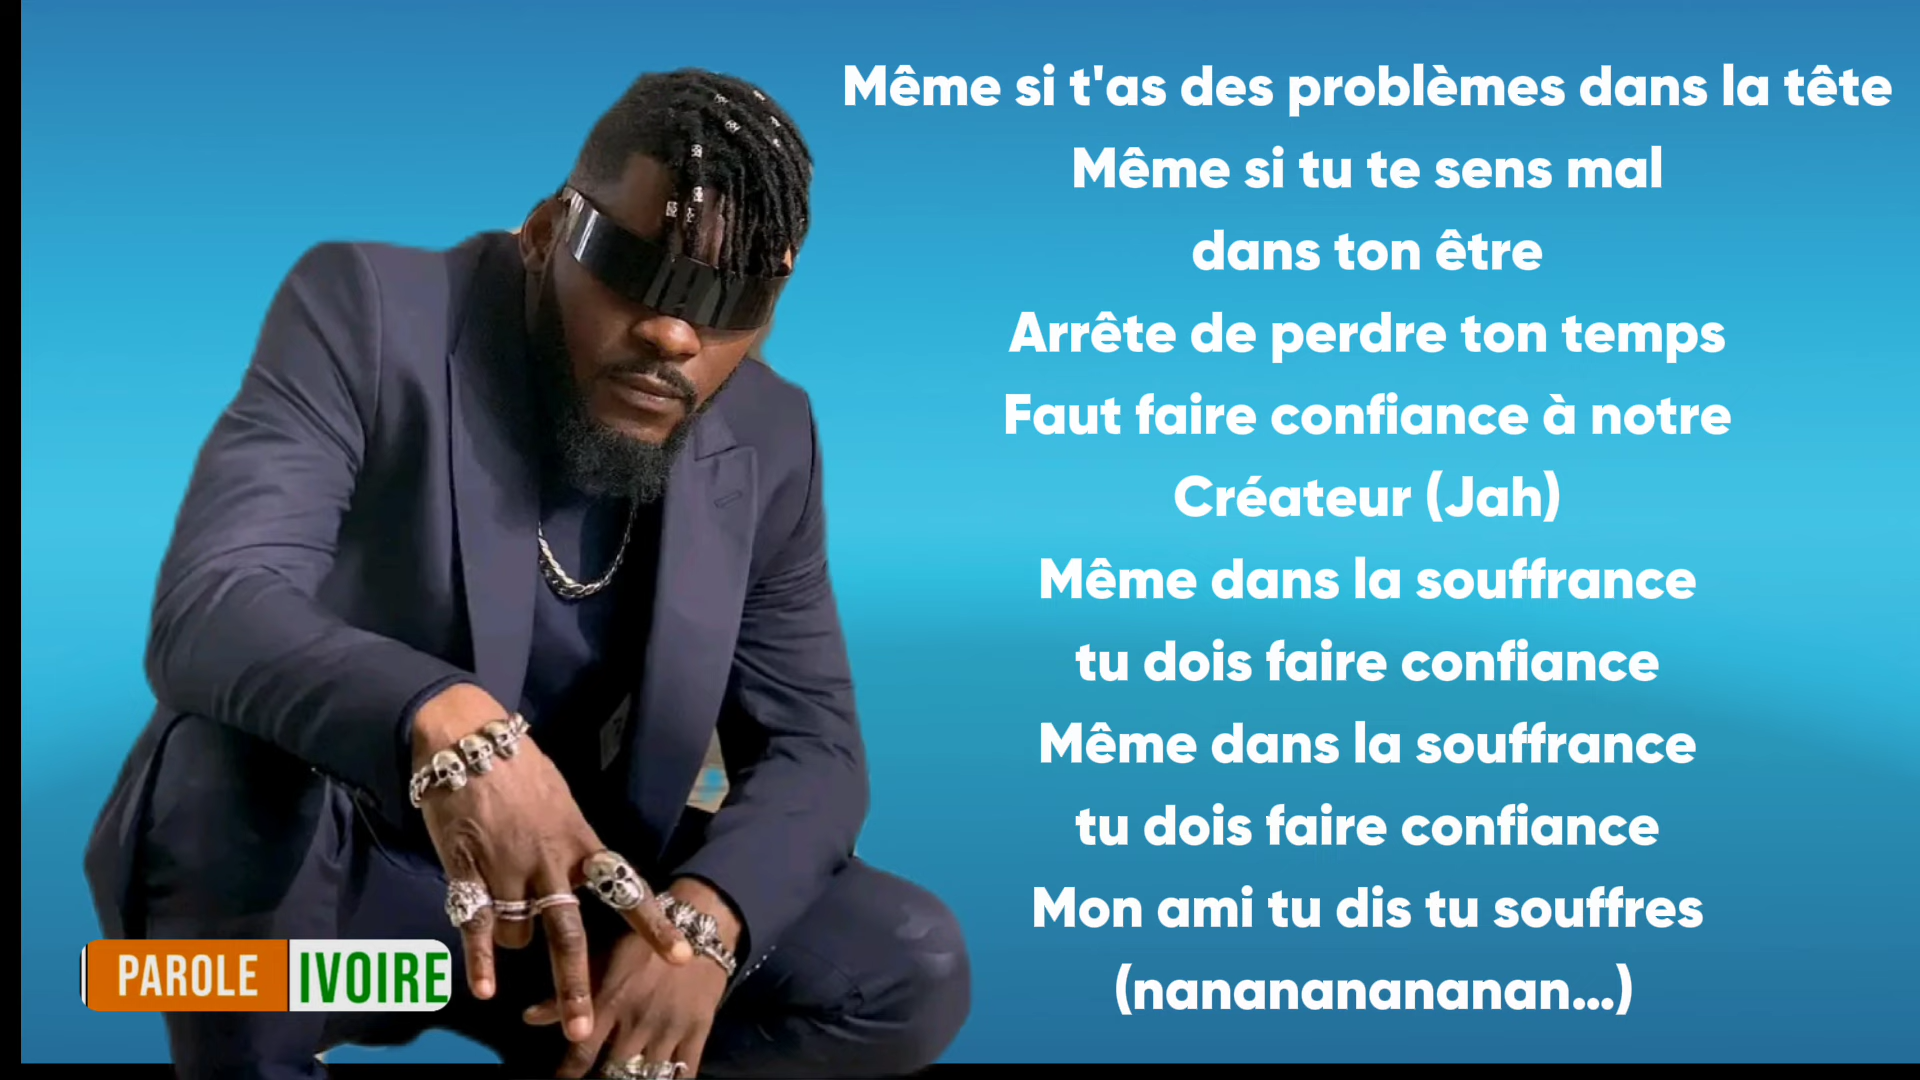 Même si t'as des problèmes dans la tête
Même si tu te sens mal
dans ton être
Arrête de perdre ton temps
Faut faire confiance à notre
Créateur (Jah)
Même dans la souffrance
tu dois faire confiance
Même dans la souffrance
tu dois faire confiance
Mon ami tu dis tu souffres
(nanananananan...)
PAROLE IVOIRE